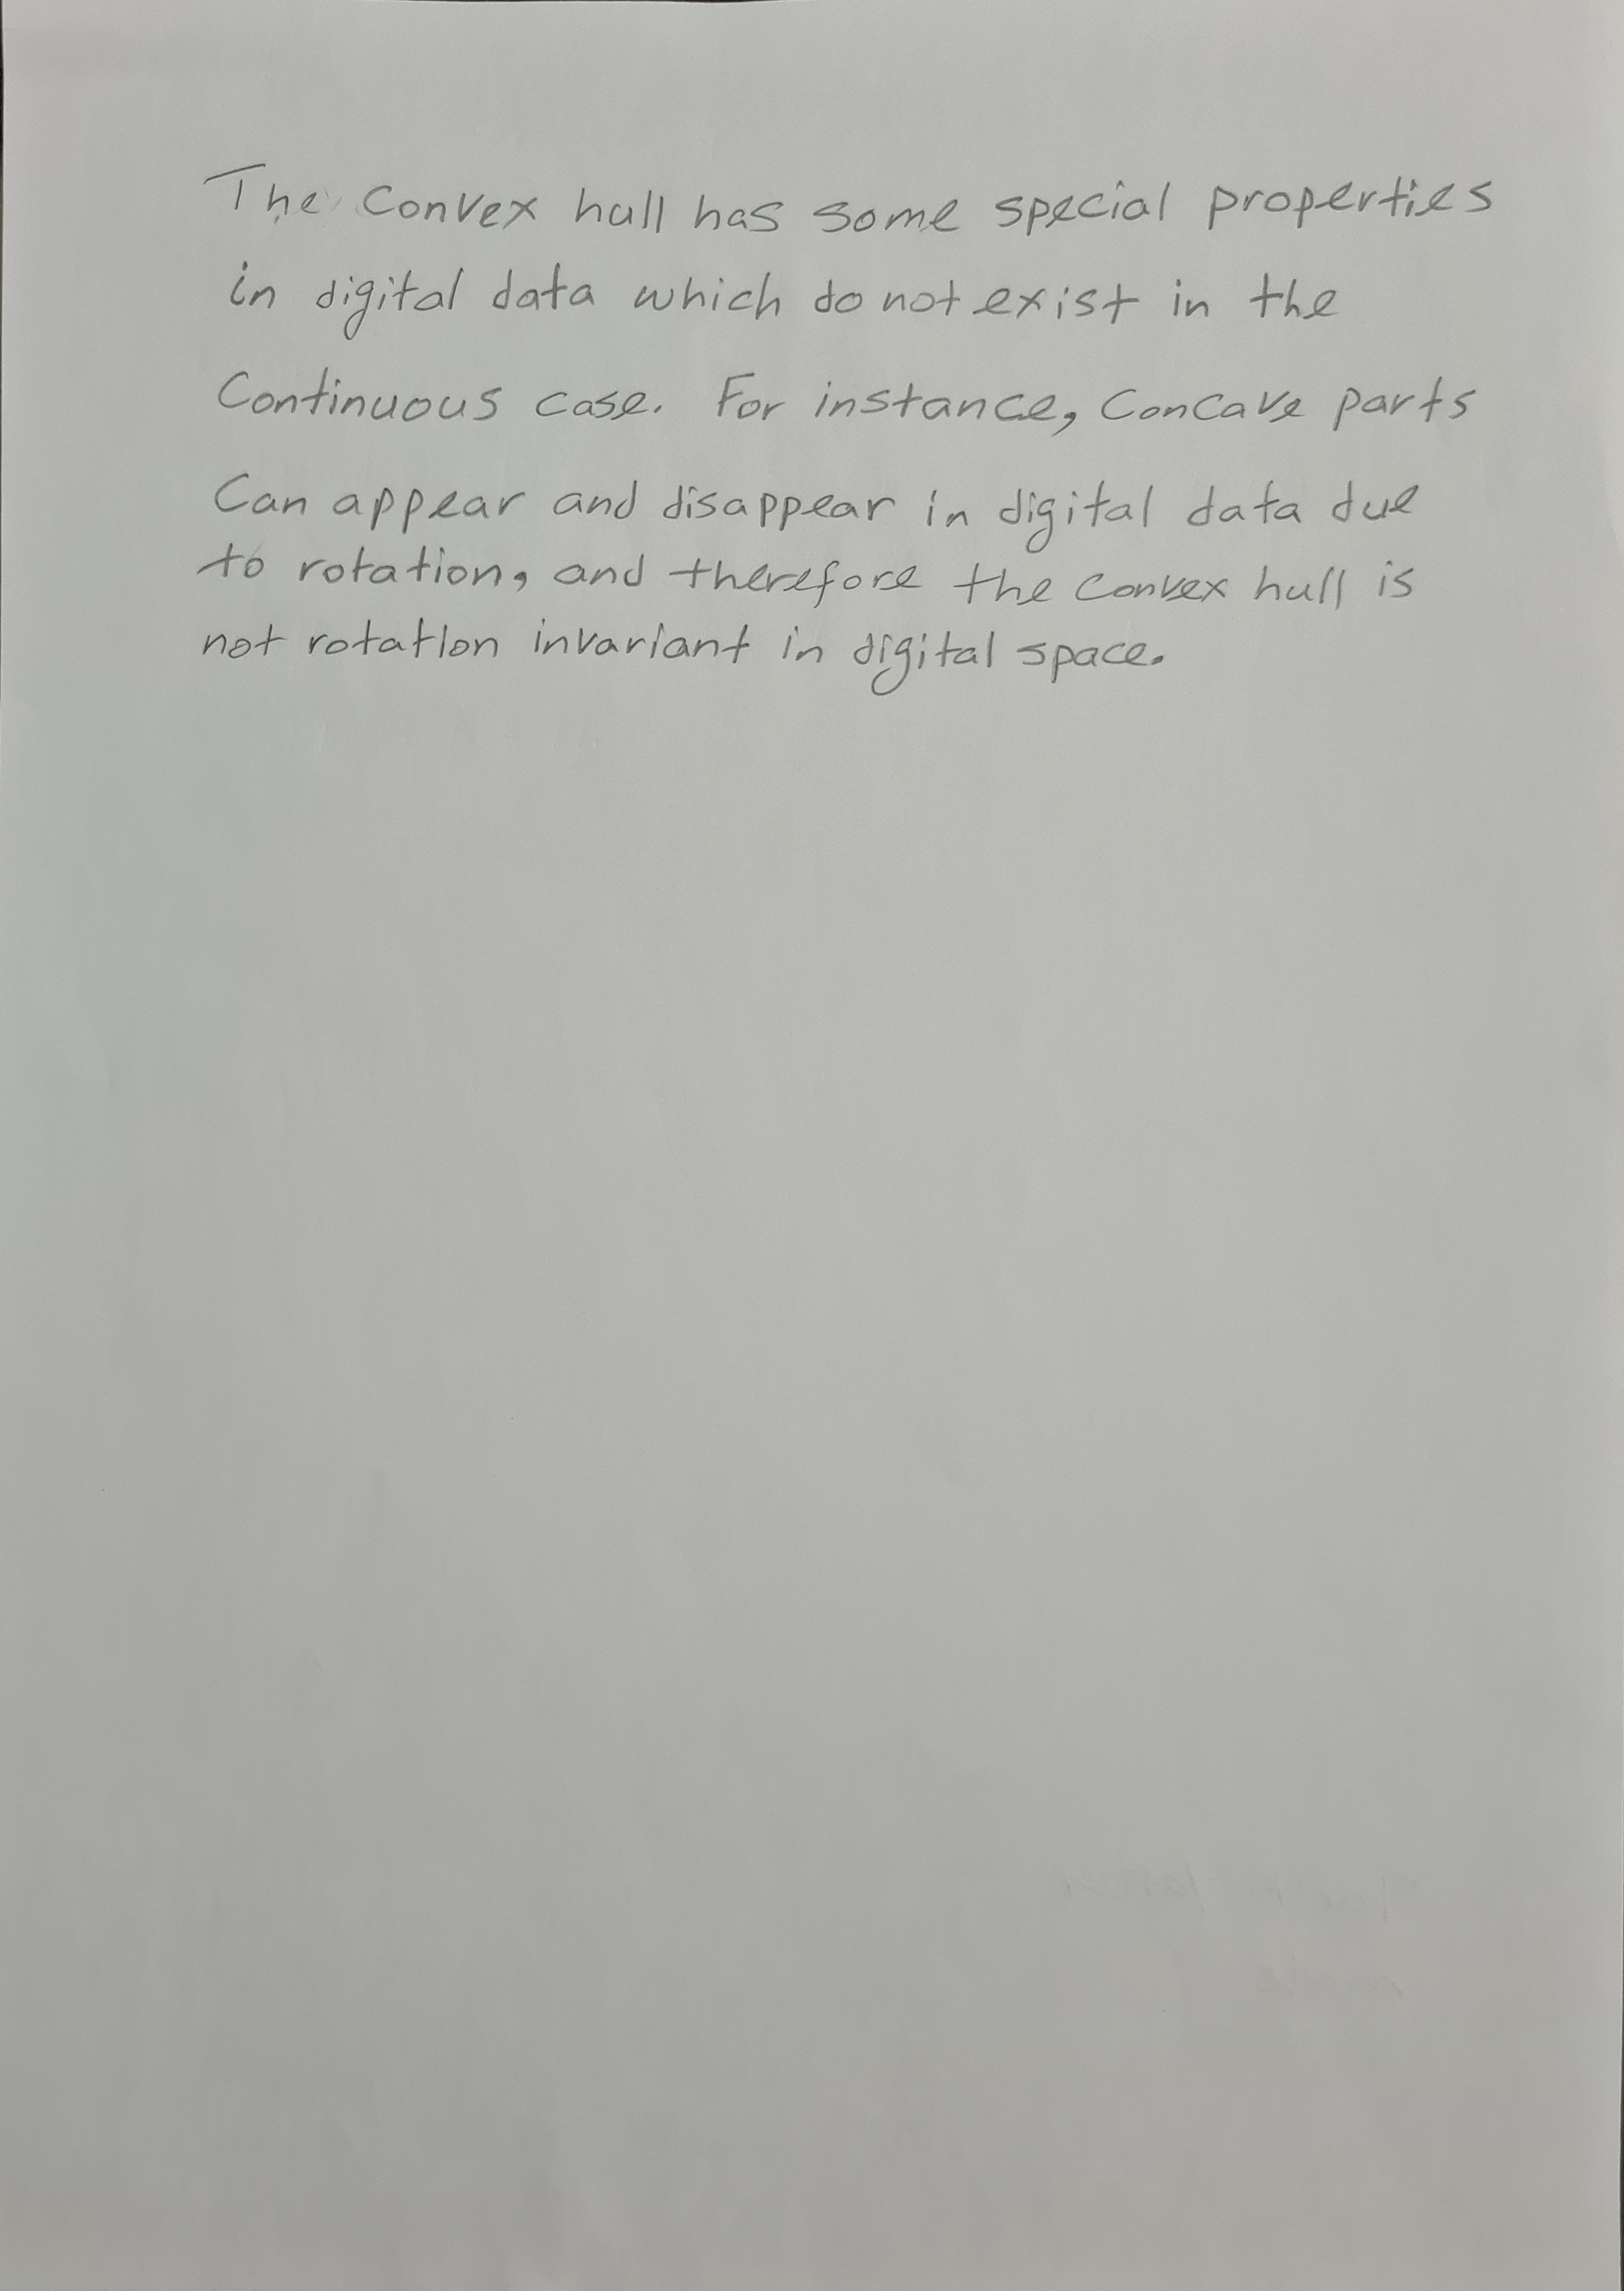 The Convex hull has some special properties
in digital data which do not exist in the
Continuous case. For instance, Concave parts
Can appear and disappear in digital data due
to rotation, and therefore the convex hull is
not rotation invariant in digital space.